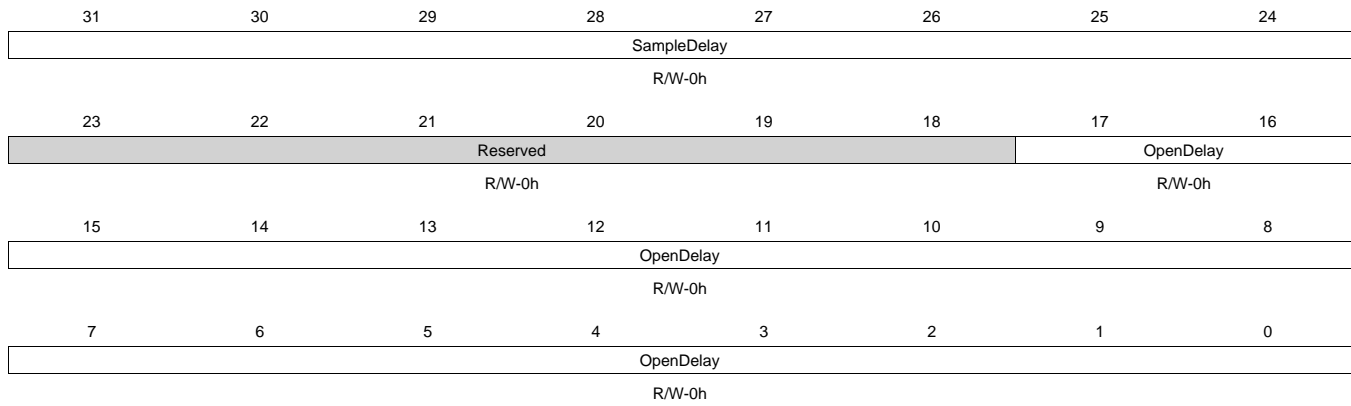 31 30 29 28 27 26 25 24
SampleDelay
R/W-0h
23 22 21 20 19 18 17 16
Reserved OpenDelay
R/W-0h R/W-0h
15 14 13 12 11 10 9 8
OpenDelay
R/W-0h
7 6 5 4 3 2 1 0
OpenDelay
R/W-0h